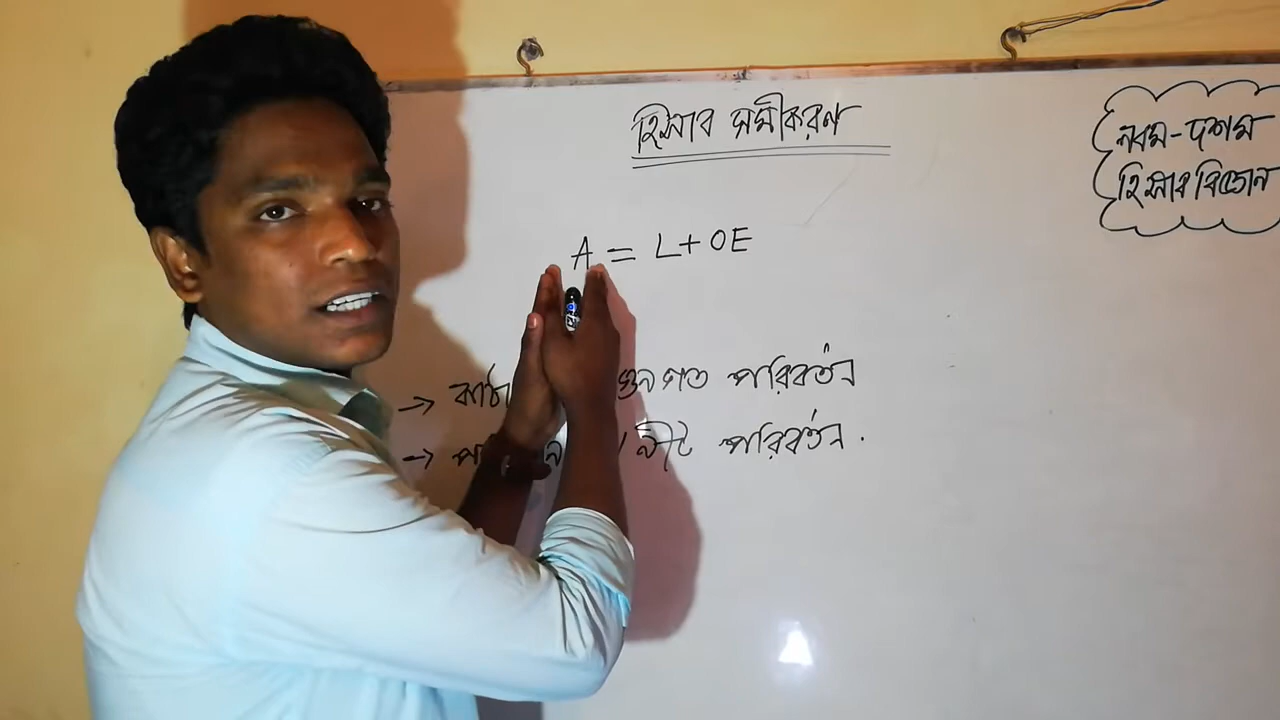 হিসাব সমীকরণ
নবম-দশম
হিসাব বিজ্ঞান
A = L + OE
→ গুনগত পরিবর্তন
→ নীট পরিবর্তন.